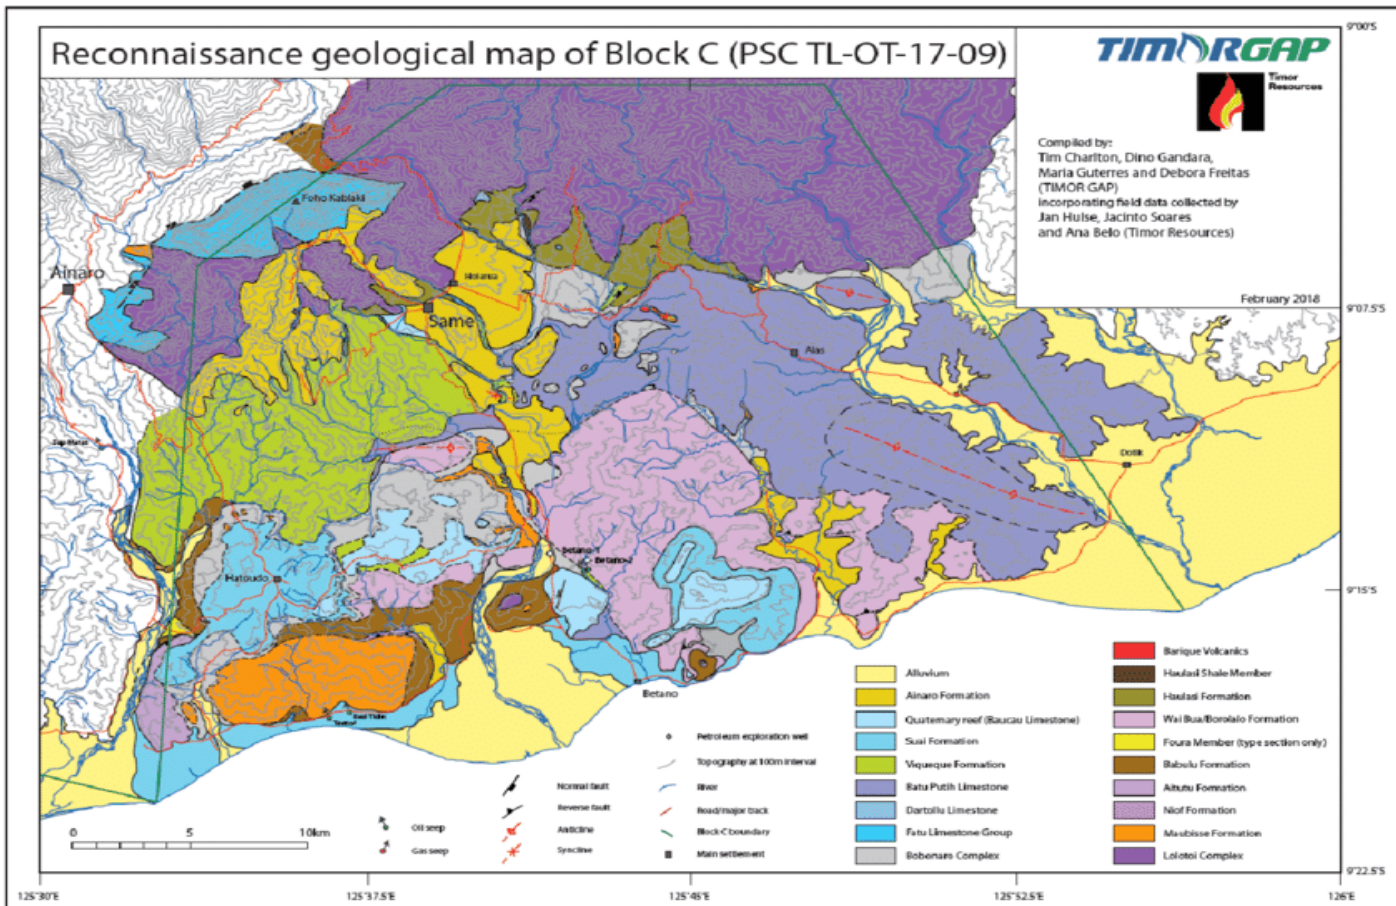 Reconnaissance geological map of Block C (PSC TL-OT-17-09)
TIMORGAP
Timor
Resources
Compiled by:
Tim Charlton, Dino Gandara,
Maria Guterres and Debora Freitas
(TIMOR GAP)
incorporating field data collected by
Jan Hulse, Jacinto Soares
and Ana Belo (Timor Resources)
February 2018
9°00'S
9°07.5'S
9°15'S
9°22.5'S
Foho Kablaki
Ainaro
Same
Alas
Dotik
Betano-1
Betano-2
Hatoudo
Betano
Alluvium
Ainaro Formation
Quaternary reef (Baucau Limestone)
Suai Formation
Viqueque Formation
Batu Putih Limestone
Dartollu Limestone
Fatu Limestone Group
Bobonaro Complex
Barique Volcanics
Haulasi Shale Member
Haulasi Formation
Wai Bua/Borolalo Formation
Foura Member (type section only)
Babulu Formation
Aitutu Formation
Niof Formation
Maubisse Formation
Lolotoi Complex
Petroleum exploration well
Topography at 100m interval
River
Road/major track
Block C boundary
Main settlement
Normal fault
Reverse fault
Anticline
Syncline
Oil seep
Gas seep
0 5 10km
125°30'E 125°37.5'E 125°45'E 125°52.5'E 126°E